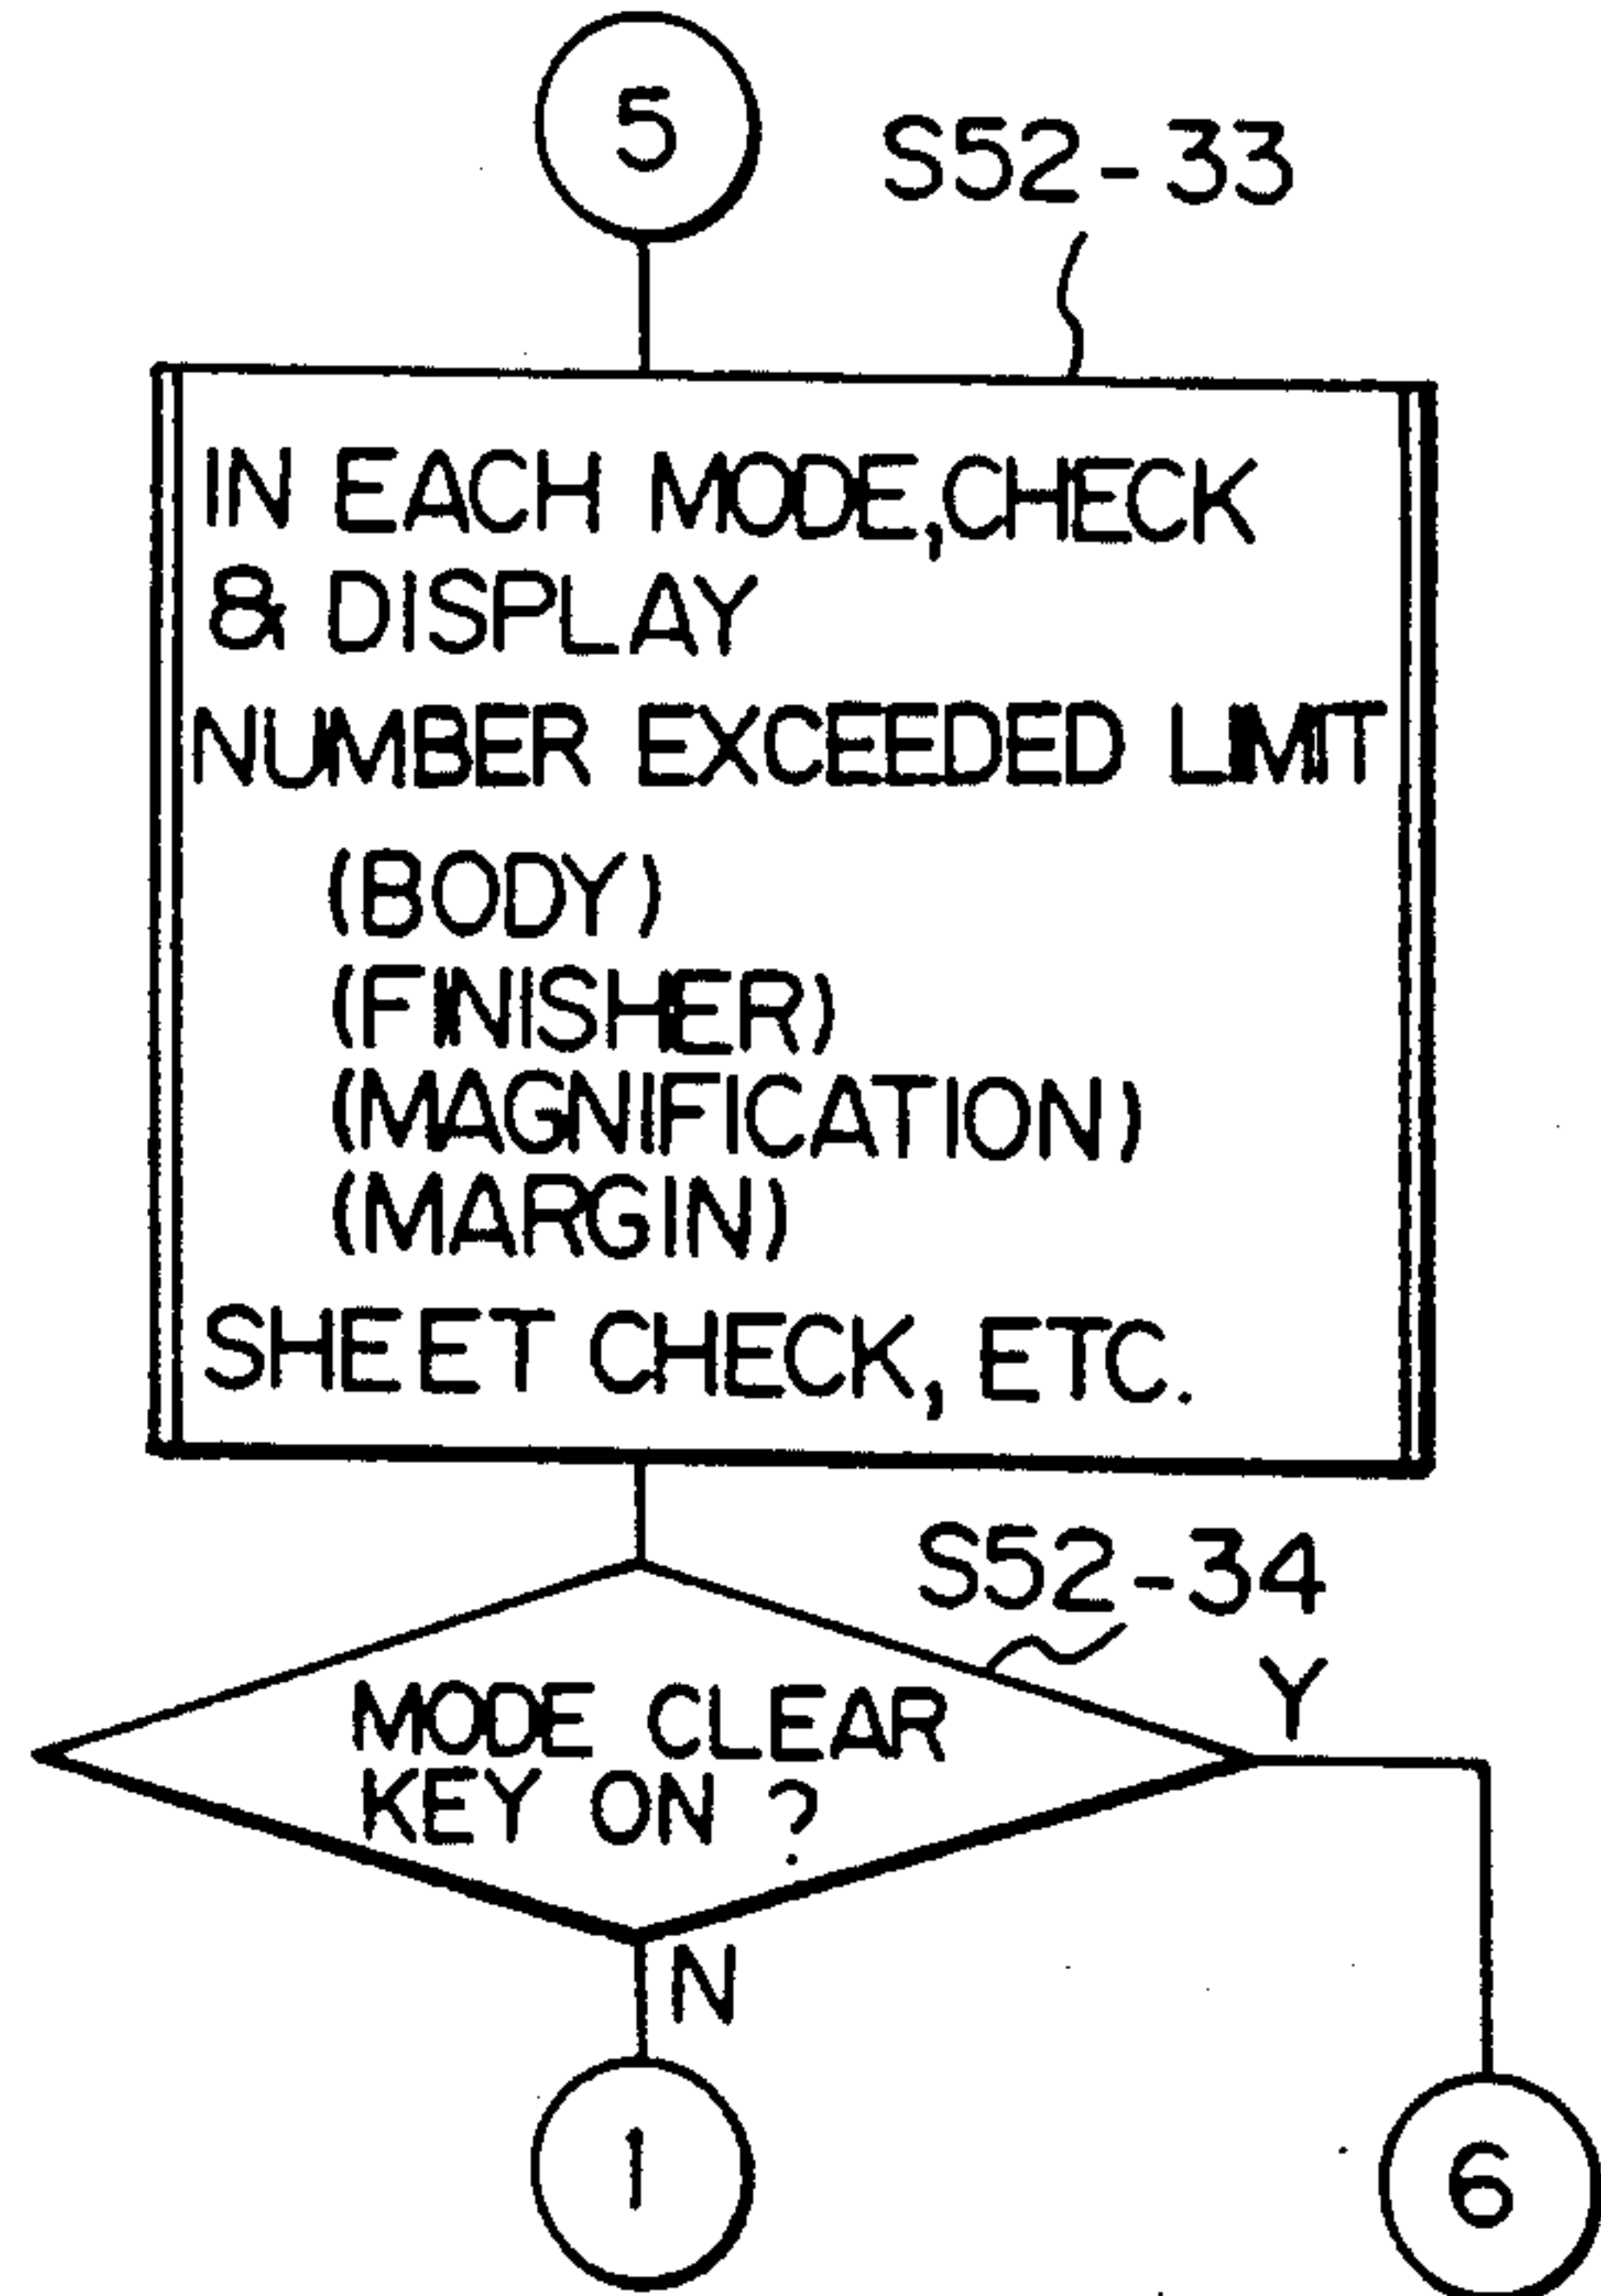 5
S52-33
IN EACH MODE,CHECK
& DISPLAY
NUMBER EXCEEDED LIMIT
(BODY)
(FINISHER)
(MAGNIFICATION)
(MARGIN)
SHEET CHECK, ETC.
S52-34
Y
MODE CLEAR
KEY ON ?
N
1
6